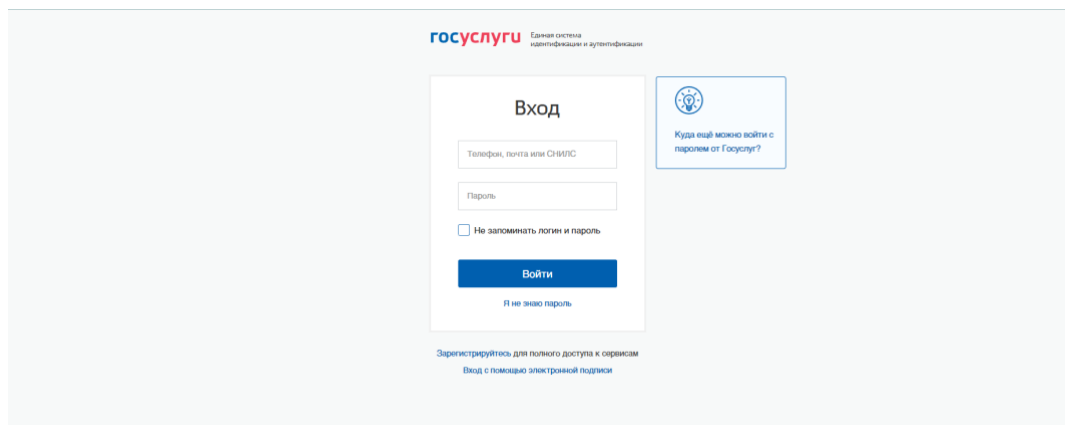 госуслуги
Единая система
идентификации и аутентификации
Вход
Телефон, почта или СНИЛС
Пароль
Не запоминать логин и пароль
Войти
Я не знаю пароль
Куда ещё можно войти с
паролем от Госуслуг?
Зарегистрируйтесь для полного доступа к сервисам
Вход с помощью электронной подписи